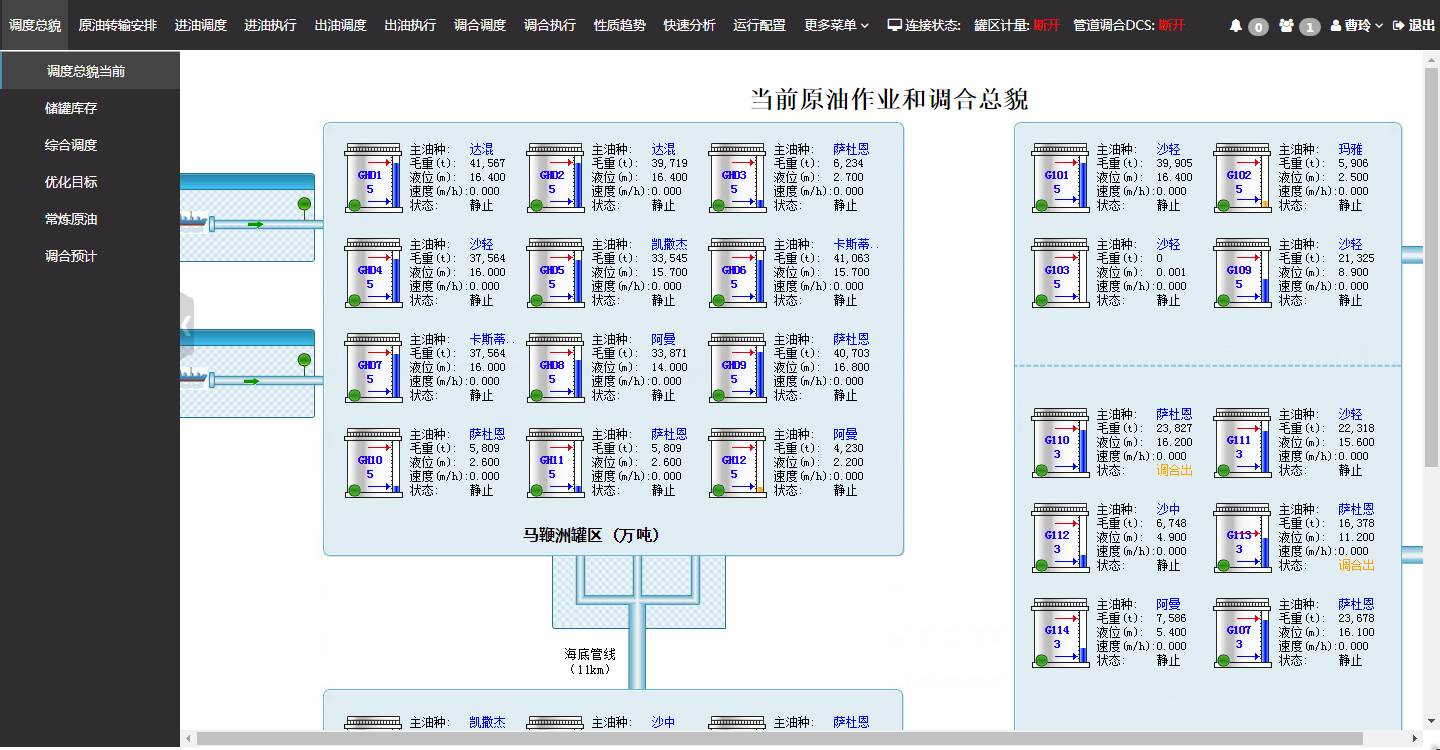 调度总貌 原油转输安排 进油调度 进油执行 出油调度 出油执行 调合调度 调合执行 性质趋势 快速分析 运行配置 更多菜单 连接状态: 罐区计量: 断开 管道调合DCS: 断开 0 1 曹玲 退出
调度总貌当前
储罐库存
综合调度
优化目标
常炼原油
调合预计
当前原油作业和调合总貌
GH01 5 主油种: 达混
毛重(t): 41,567
液位(m): 16.400
速度(m/h):0.000
状态: 静止
GH02 5 主油种: 达混
毛重(t): 39,719
液位(m): 16.400
速度(m/h):0.000
状态: 静止
GH03 5 主油种: 萨杜恩
毛重(t): 6,234
液位(m): 2.700
速度(m/h):0.000
状态: 静止
GH04 5 主油种: 沙轻
毛重(t): 37,564
液位(m): 16.000
速度(m/h):0.000
状态: 静止
GH05 5 主油种: 凯撒杰
毛重(t): 33,545
液位(m): 15.700
速度(m/h):0.000
状态: 静止
GH06 5 主油种: 卡斯蒂..
毛重(t): 41,063
液位(m): 15.700
速度(m/h):0.000
状态: 静止
GH07 5 主油种: 卡斯蒂..
毛重(t): 37,564
液位(m): 16.000
速度(m/h):0.000
状态: 静止
GH08 5 主油种: 阿曼
毛重(t): 33,871
液位(m): 14.000
速度(m/h):0.000
状态: 静止
GH09 5 主油种: 萨杜恩
毛重(t): 40,703
液位(m): 16.800
速度(m/h):0.000
状态: 静止
GH10 5 主油种: 萨杜恩
毛重(t): 5,809
液位(m): 2.600
速度(m/h):0.000
状态: 静止
GH11 5 主油种: 萨杜恩
毛重(t): 5,809
液位(m): 2.600
速度(m/h):0.000
状态: 静止
GH12 5 主油种: 阿曼
毛重(t): 4,230
液位(m): 2.200
速度(m/h):0.000
状态: 静止
马鞭洲罐区（万吨）
海底管线
（11km）
主油种: 凯撒杰
主油种: 沙中
主油种: 萨杜恩
G101 5 主油种: 沙轻
毛重(t): 39,905
液位(m): 16.400
速度(m/h):0.000
状态: 静止
G102 5 主油种: 玛雅
毛重(t): 5,906
液位(m): 2.500
速度(m/h):0.000
状态: 静止
G103 5 主油种: 沙轻
毛重(t): 0
液位(m): 0.001
速度(m/h):0.000
状态: 静止
G109 5 主油种: 沙轻
毛重(t): 21,325
液位(m): 8.900
速度(m/h):0.000
状态: 静止
G110 3 主油种: 萨杜恩
毛重(t): 23,827
液位(m): 16.200
速度(m/h):0.000
状态: 调合出
G111 3 主油种: 沙轻
毛重(t): 22,318
液位(m): 15.600
速度(m/h):0.000
状态: 静止
G112 3 主油种: 沙中
毛重(t): 6,748
液位(m): 4.900
速度(m/h):0.000
状态: 静止
G113 3 主油种: 萨杜恩
毛重(t): 16,378
液位(m): 11.200
速度(m/h):0.000
状态: 调合出
G114 3 主油种: 阿曼
毛重(t): 7,586
液位(m): 5.400
速度(m/h):0.000
状态: 静止
G107 3 主油种: 萨杜恩
毛重(t): 23,678
液位(m): 16.100
速度(m/h):0.000
状态: 静止